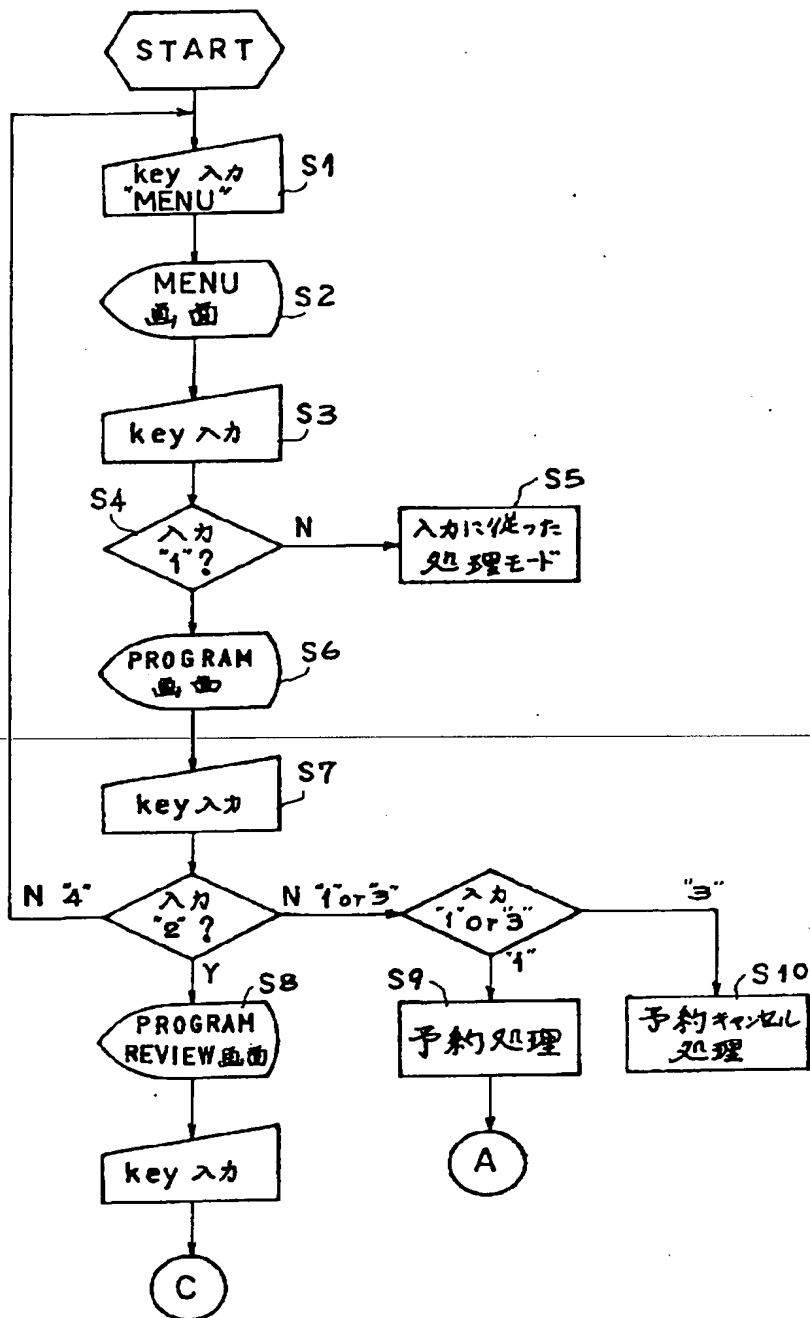 START
key 入力
"MENU"
S1
MENU
画面
S2
key 入力
S3
S4
入力
"1"?
N
S5
入力に従った
処理モード
PROGRAM
画面
S6
key 入力
S7
N "4"
入力
"2"?
N "1" or "3"
入力
"1" or "3"
"3"
Y
"1"
S8
PROGRAM
REVIEW 画面
S9
予約処理
S10
予約キャンセル
処理
key 入力
A
C